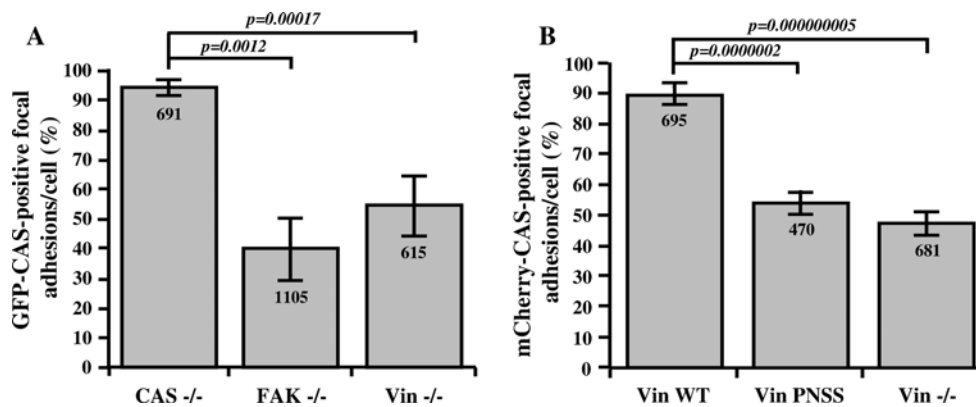 A
p=0.00017
p=0.0012
GFP-CAS-positive focal
adhesions/cell (%)
100
90
80
70
60
50
40
30
20
10
0
691
1105
615
CAS -/-
FAK -/-
Vin -/-
B
p=0.000000005
p=0.0000002
mCherry-CAS-positive focal
adhesions/cell (%)
100
90
80
70
60
50
40
30
20
10
0
695
470
681
Vin WT
Vin PNSS
Vin -/-